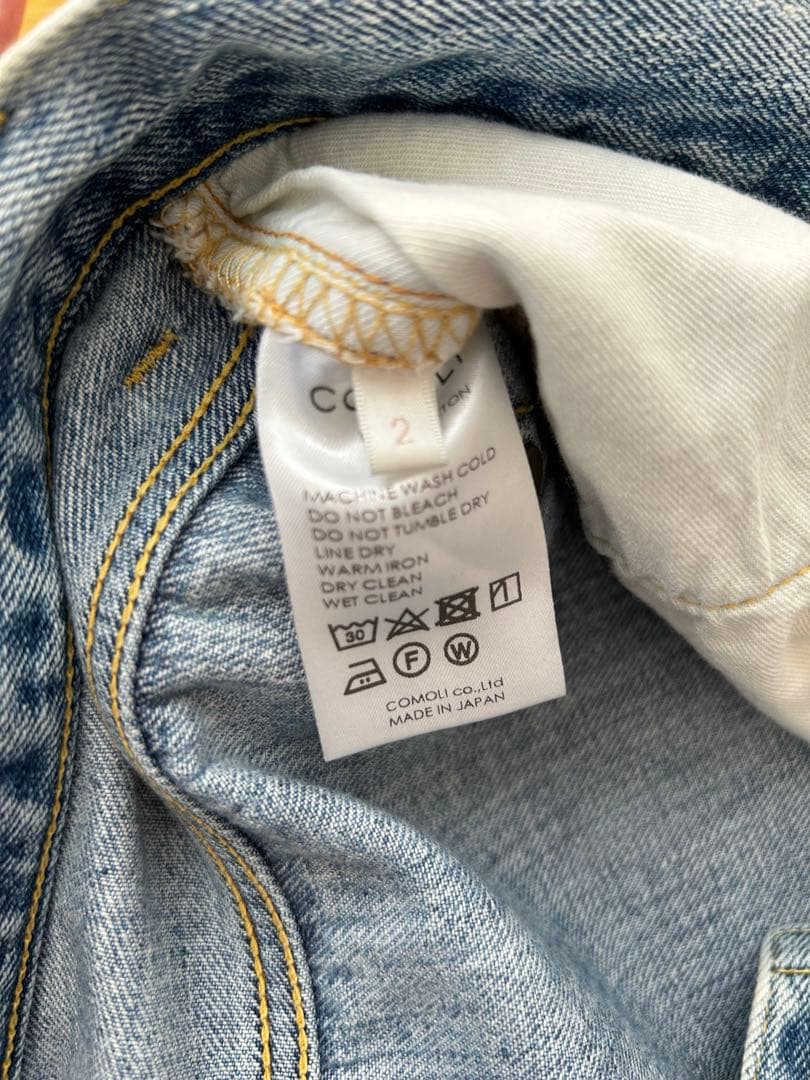 2
MACHINE WASH COLD
DO NOT BLEACH
DO NOT TUMBLE DRY
LINE DRY
WARM IRON
DRY CLEAN
WET CLEAN
30
F W
COMOLI co.,Ltd
MADE IN JAPAN